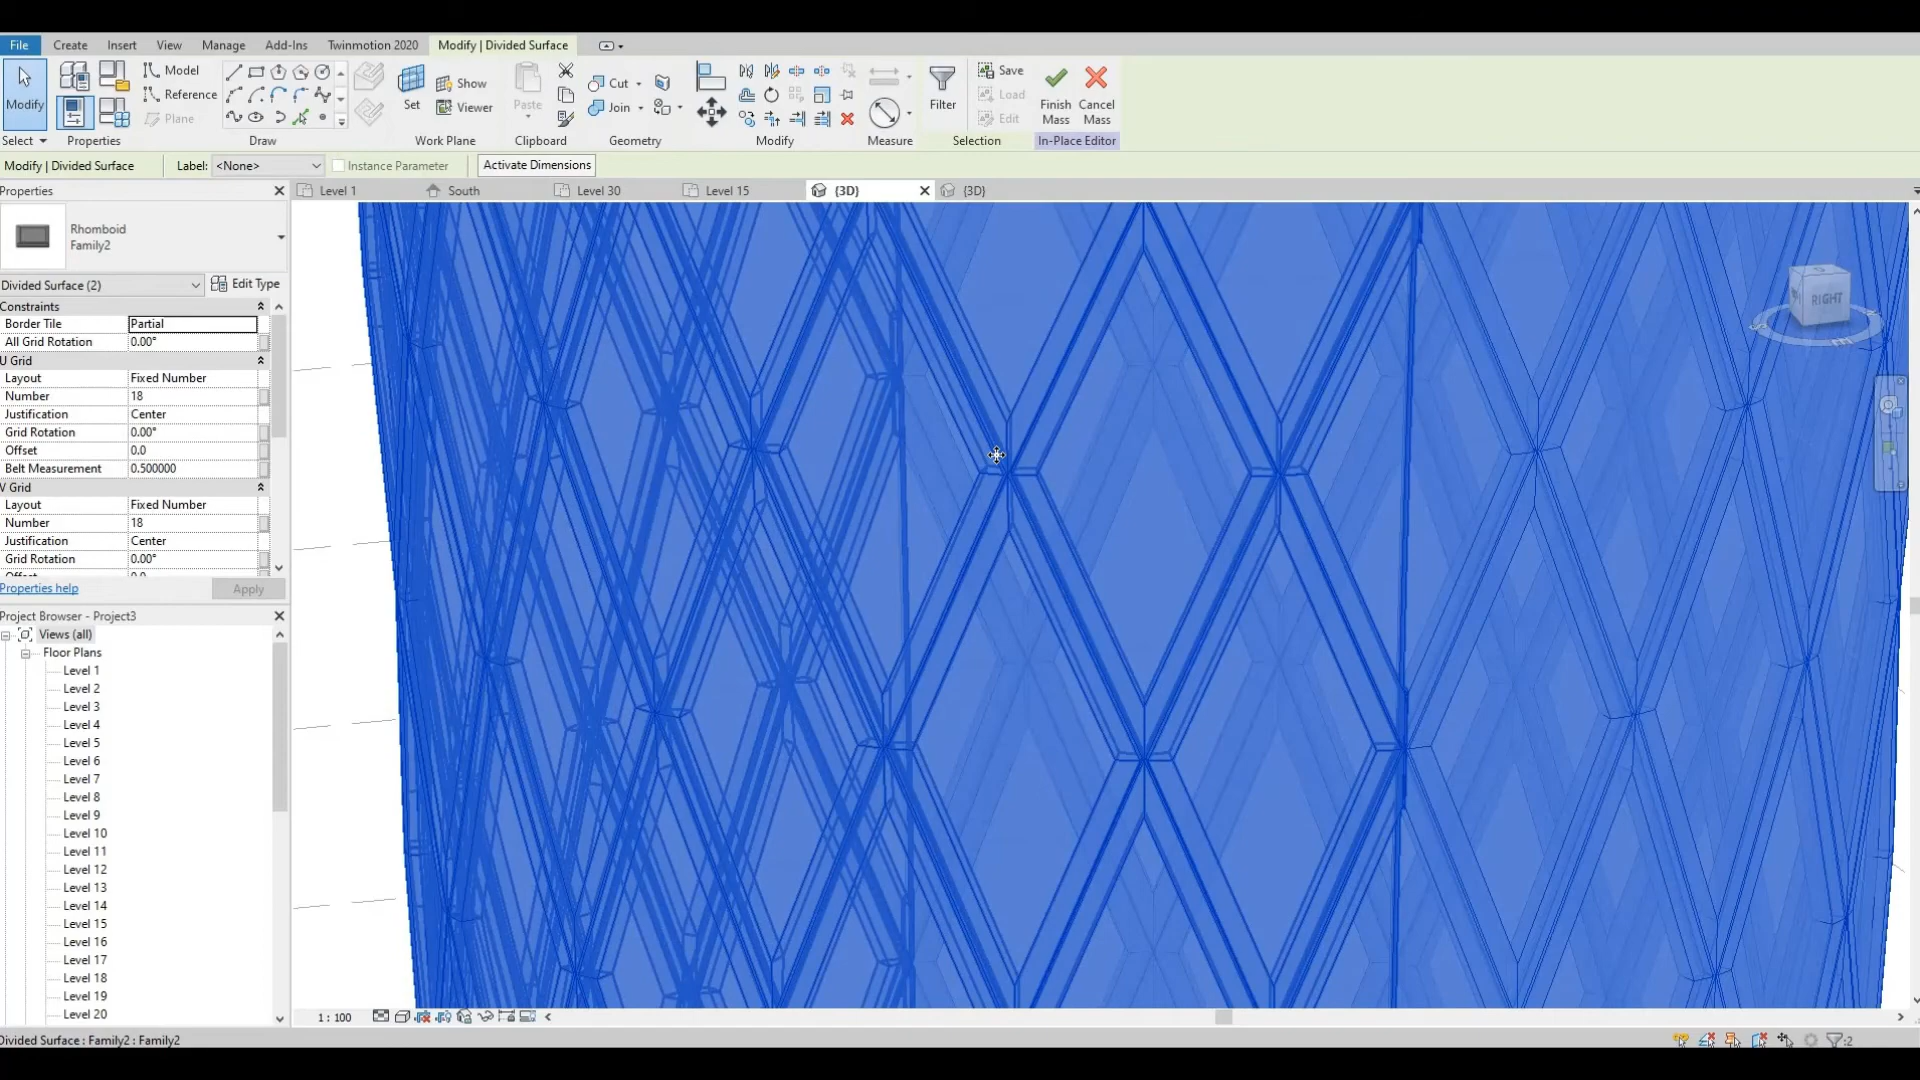 File Create Insert View Manage Add-Ins Twinmotion 2020 Modify | Divided Surface
Modify
Select
Properties
Model
Reference
Plane
Draw
Set
Show
Viewer
Work Plane
Paste
Clipboard
Cut
Join
Geometry
Modify
Measure
Filter
Save
Load
Edit
Selection
Finish Mass
Cancel Mass
In-Place Editor
Modify | Divided Surface Label: <None> Instance Parameter Activate Dimensions
Properties
Level 1 South Level 30 Level 15 {3D} {3D}
Rhomboid
Family2
Divided Surface (2) Edit Type
Constraints
Border Tile Partial
All Grid Rotation 0.00°
U Grid
Layout Fixed Number
Number 18
Justification Center
Grid Rotation 0.00°
Offset 0.0
Belt Measurement 0.500000
V Grid
Layout Fixed Number
Number 18
Justification Center
Grid Rotation 0.00°
Properties help Apply
Project Browser - Project3
Views (all)
Floor Plans
Level 1
Level 2
Level 3
Level 4
Level 5
Level 6
Level 7
Level 8
Level 9
Level 10
Level 11
Level 12
Level 13
Level 14
Level 15
Level 16
Level 17
Level 18
Level 19
Level 20
RIGHT
1 : 100
Divided Surface : Family2 : Family2
:2